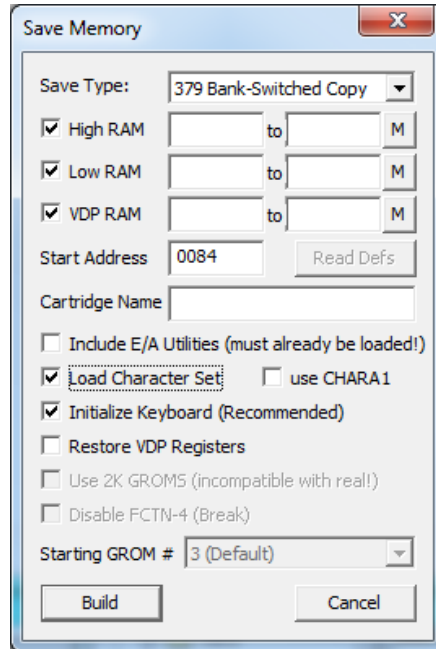 Save Memory
Save Type: 379 Bank-Switched Copy
High RAM to M
Low RAM to M
VDP RAM to M
Start Address 0084 Read Defs
Cartridge Name
Include E/A Utilities (must already be loaded!)
Load Character Set use CHARA1
Initialize Keyboard (Recommended)
Restore VDP Registers
Use 2K GROMS (incompatible with real!)
Disable FCTN-4 (Break)
Starting GROM # 3 (Default)
Build Cancel